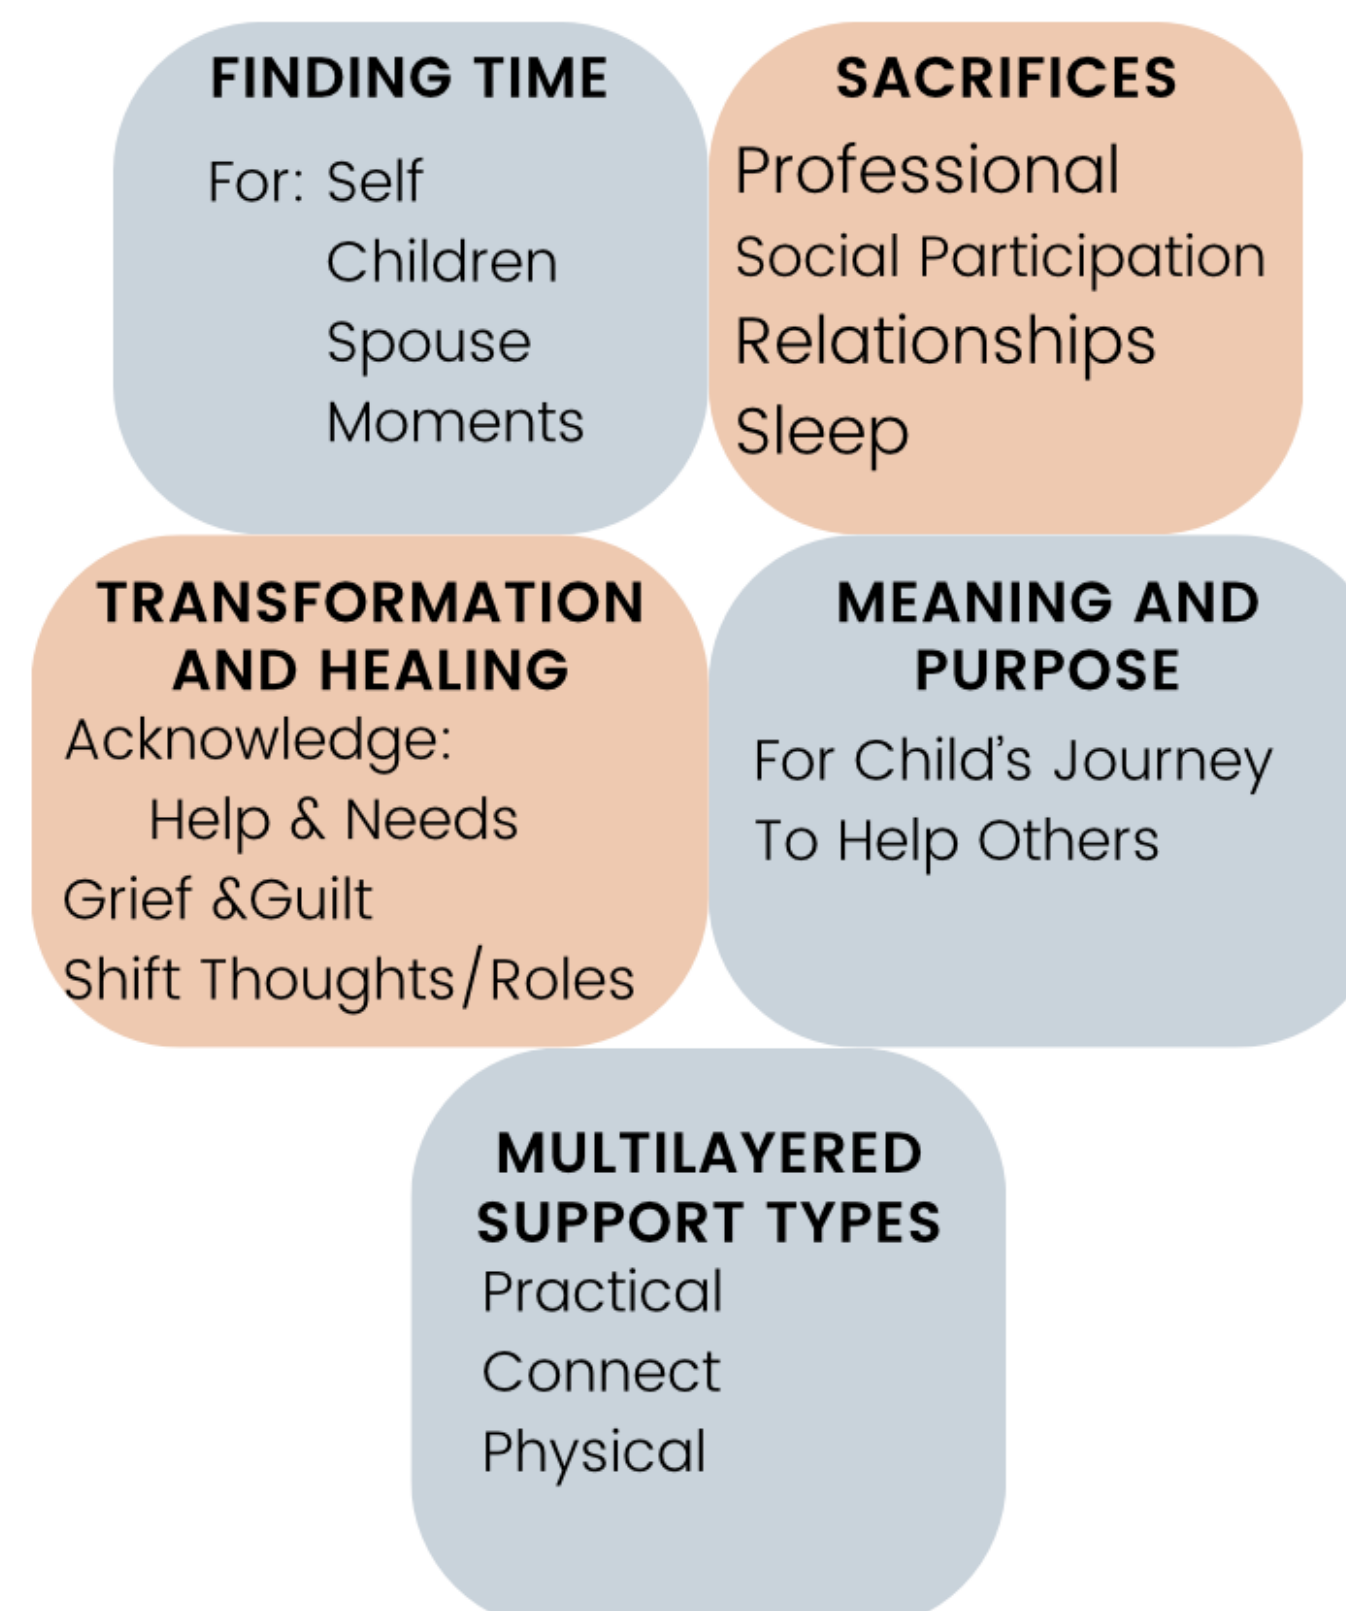 FINDING TIME
For: Self
Children
Spouse
Moments
SACRIFICES
Professional
Social Participation
Relationships
Sleep
TRANSFORMATION
AND HEALING
Acknowledge:
Help & Needs
Grief &Guilt
Shift Thoughts/Roles
MEANING AND
PURPOSE
For Child’s Journey
To Help Others
MULTILAYERED
SUPPORT TYPES
Practical
Connect
Physical